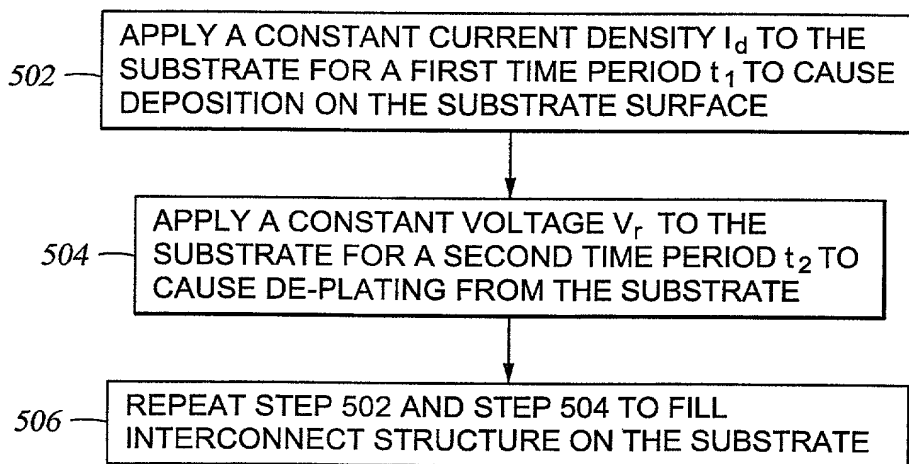 502
APPLY A CONSTANT CURRENT DENSITY Id TO THE
SUBSTRATE FOR A FIRST TIME PERIOD t1 TO CAUSE
DEPOSITION ON THE SUBSTRATE SURFACE
504
APPLY A CONSTANT VOLTAGE Vr TO THE
SUBSTRATE FOR A SECOND TIME PERIOD t2 TO
CAUSE DE-PLATING FROM THE SUBSTRATE
506
REPEAT STEP 502 AND STEP 504 TO FILL
INTERCONNECT STRUCTURE ON THE SUBSTRATE